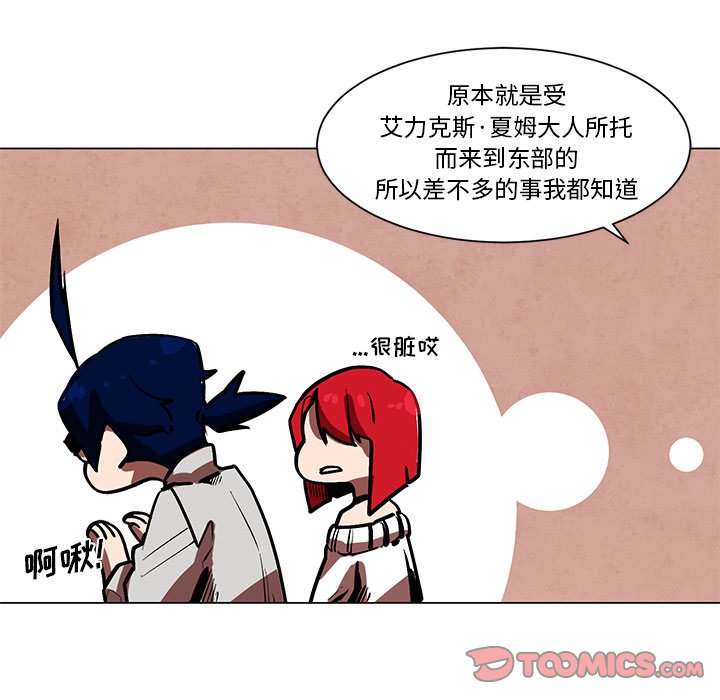 原本就是受
艾力克斯·夏姆大人所托
而来到东部的
所以差不多的事我都知道
...很脏哎
啊啾!
TOOMICS.COM